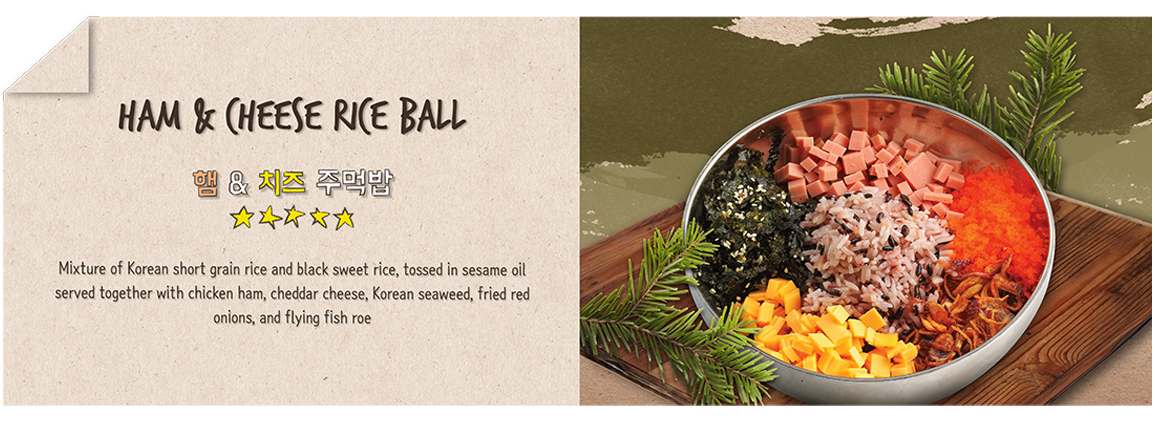 HAM & CHEESE RICE BALL
햄 & 치즈 주먹밥
Mixture of Korean short grain rice and black sweet rice, tossed in sesame oil
served together with chicken ham, cheddar cheese, Korean seaweed, fried red
onions, and flying fish roe